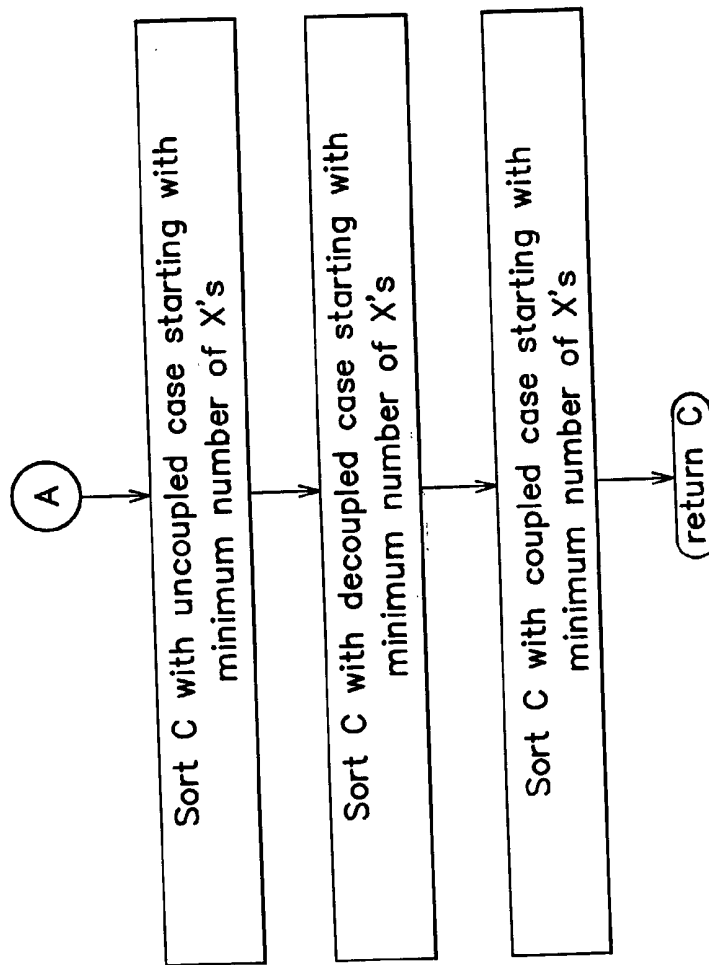 A
Sort C with uncoupled case starting with
minimum number of X's
Sort C with decoupled case starting with
minimum number of X's
Sort C with coupled case starting with
minimum number of X's
return C